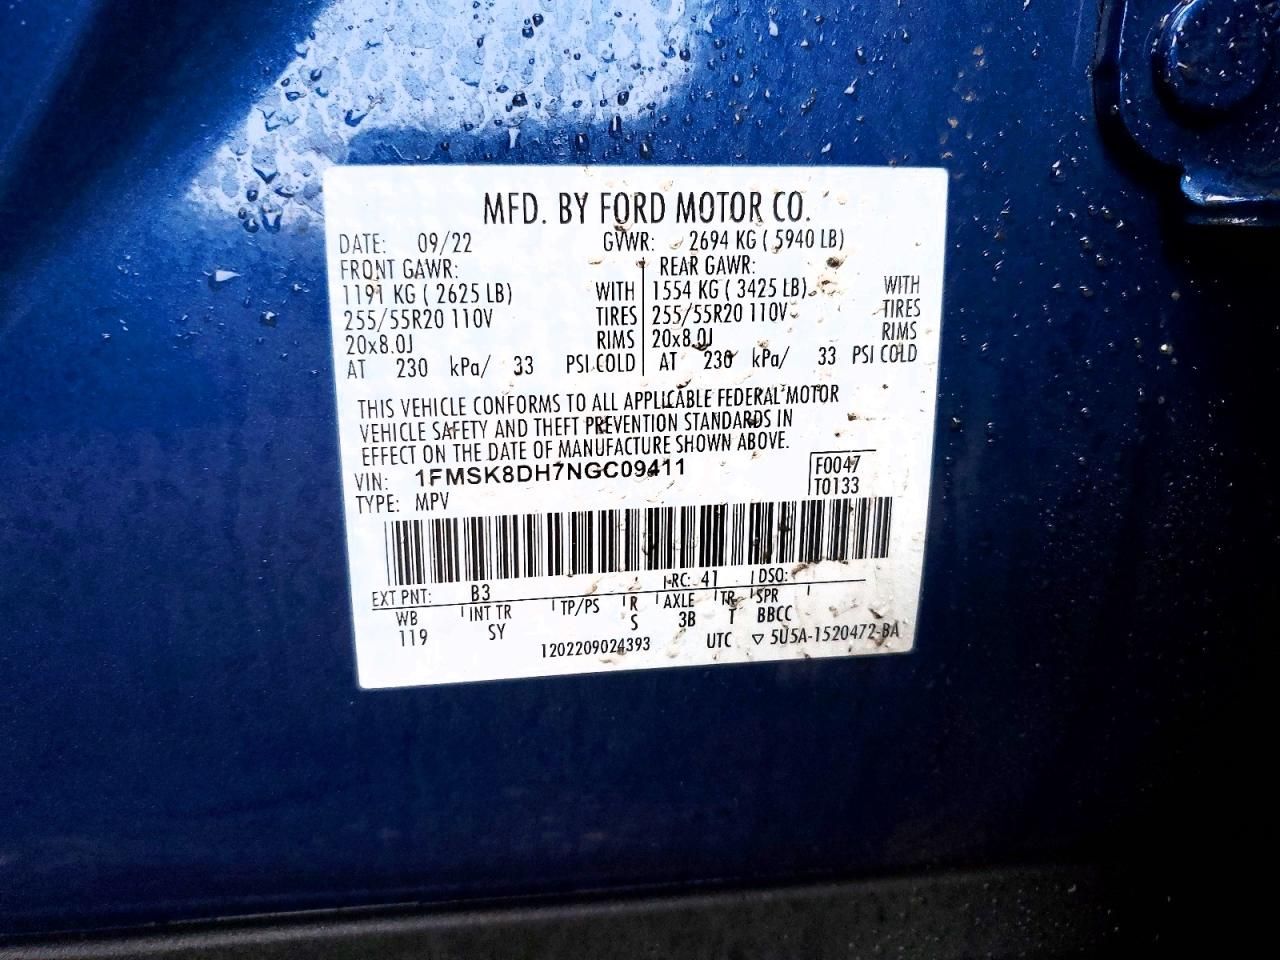 MFD. BY FORD MOTOR CO.
DATE: 09/22 GVWR: 2694 KG ( 5940 LB)
FRONT GAWR: REAR GAWR:
1191 KG ( 2625 LB) WITH 1554 KG ( 3425 LB) WITH
255/55R20 110V TIRES 255/55R20 110V TIRES
20x8.0J RIMS 20x8.0J RIMS
AT 230 kPa/ 33 PSI COLD AT 230 kPa/ 33 PSI COLD
THIS VEHICLE CONFORMS TO ALL APPLICABLE FEDERAL MOTOR
VEHICLE SAFETY AND THEFT PREVENTION STANDARDS IN
EFFECT ON THE DATE OF MANUFACTURE SHOWN ABOVE.
VIN: 1FMSK8DH7NGC09411 F0047
TYPE: MPV T0133
EXT PNT: B3 RC: 41 DSO:
WB INT TR TP/PS R AXLE TR SPR
119 SY S 3B T BBCC
1202209024393 UTC ▽ 5U5A-1520472-BA